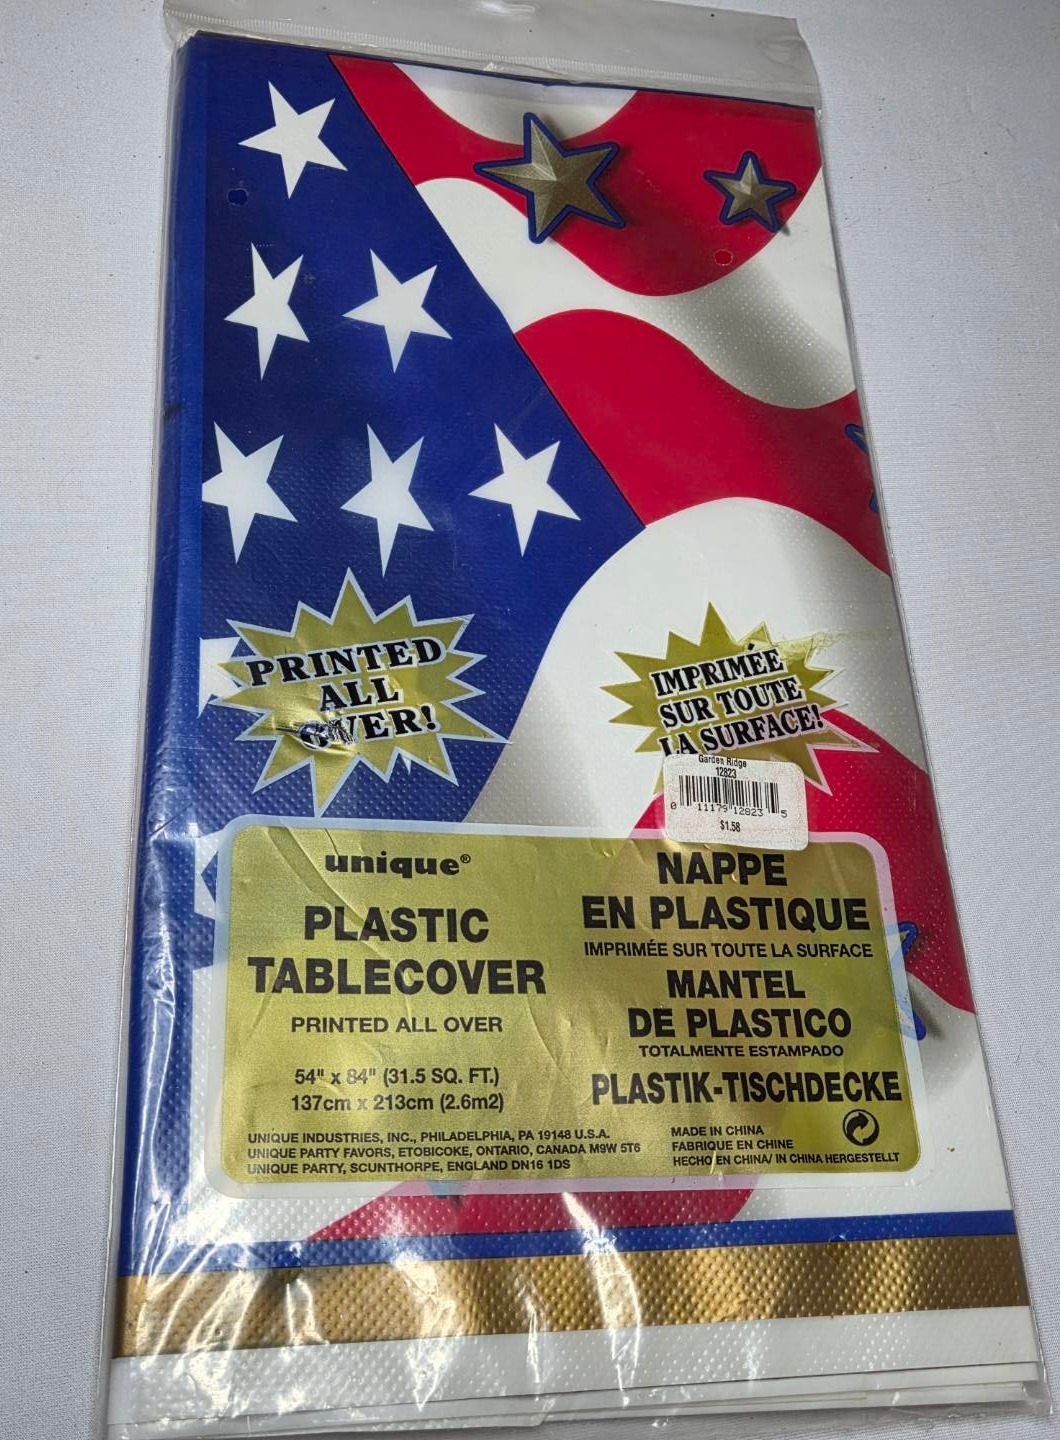 PRINTED
ALL
OVER!
IMPRIMÉE
SUR TOUTE
LA SURFACE!
Garden Ridge
12823
0 11179 12823 5
$1.58
unique®
PLASTIC
TABLECOVER
PRINTED ALL OVER
54" x 84" (31.5 SQ. FT.)
137cm x 213cm (2.6m2)
UNIQUE INDUSTRIES, INC., PHILADELPHIA, PA 19148 U.S.A.
UNIQUE PARTY FAVORS, ETOBICOKE, ONTARIO, CANADA M9W 5T6
UNIQUE PARTY, SCUNTHORPE, ENGLAND DN16 1DS
NAPPE
EN PLASTIQUE
IMPRIMÉE SUR TOUTE LA SURFACE
MANTEL
DE PLASTICO
TOTALMENTE ESTAMPADO
PLASTIK-TISCHDECKE
MADE IN CHINA
FABRIQUE EN CHINE
HECHO EN CHINA/ IN CHINA HERGESTELLT